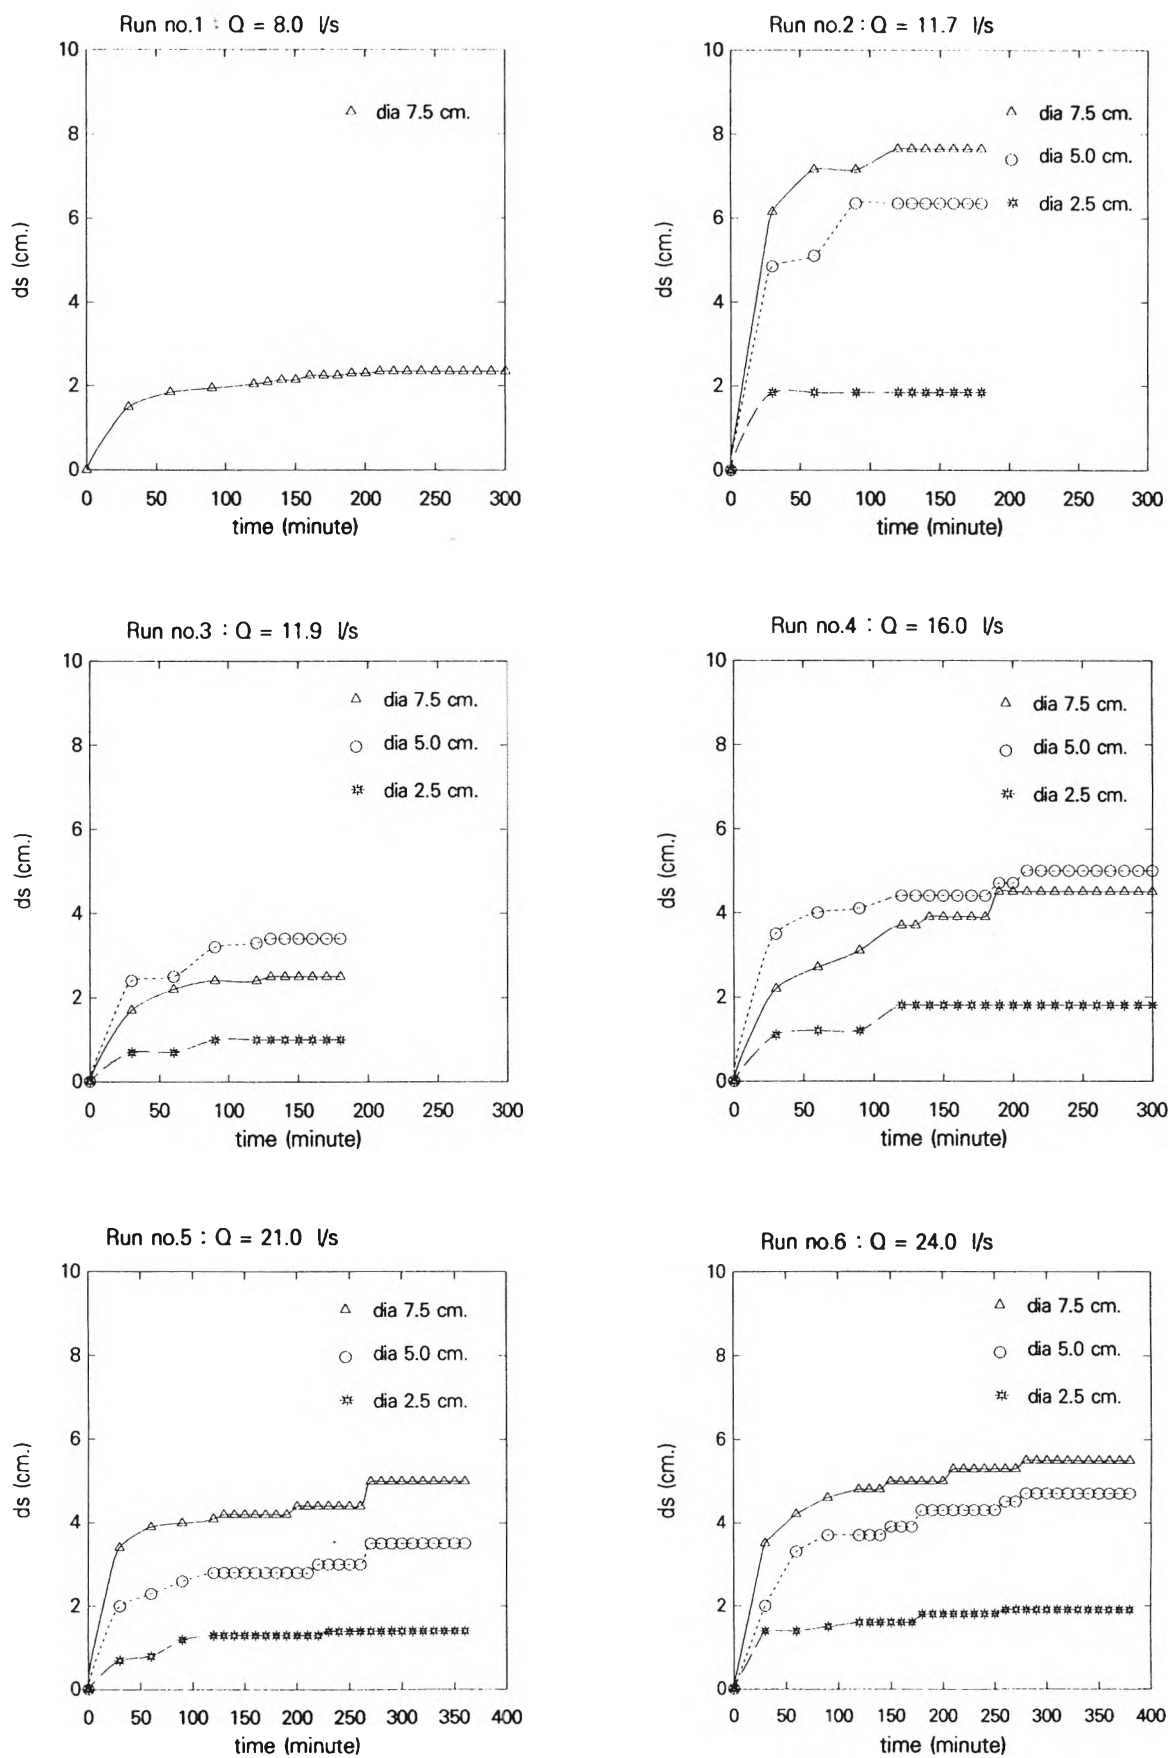 Run no.1 : Q = 8.0 l/s
10
8
6
4
2
0
ds (cm.)
dia 7.5 cm.
0 50 100 150 200 250 300
time (minute)
Run no.2 : Q = 11.7 l/s
10
8
6
4
2
0
ds (cm.)
dia 7.5 cm.
dia 5.0 cm.
dia 2.5 cm.
0 50 100 150 200 250 300
time (minute)
Run no.3 : Q = 11.9 l/s
10
8
6
4
2
0
ds (cm.)
dia 7.5 cm.
dia 5.0 cm.
dia 2.5 cm.
0 50 100 150 200 250 300
time (minute)
Run no.4 : Q = 16.0 l/s
10
8
6
4
2
0
ds (cm.)
dia 7.5 cm.
dia 5.0 cm.
dia 2.5 cm.
0 50 100 150 200 250 300
time (minute)
Run no.5 : Q = 21.0 l/s
10
8
6
4
2
0
ds (cm.)
dia 7.5 cm.
dia 5.0 cm.
dia 2.5 cm.
0 50 100 150 200 250 300 350 400
time (minute)
Run no.6 : Q = 24.0 l/s
10
8
6
4
2
0
ds (cm.)
dia 7.5 cm.
dia 5.0 cm.
dia 2.5 cm.
0 50 100 150 200 250 300 350 400
time (minute)